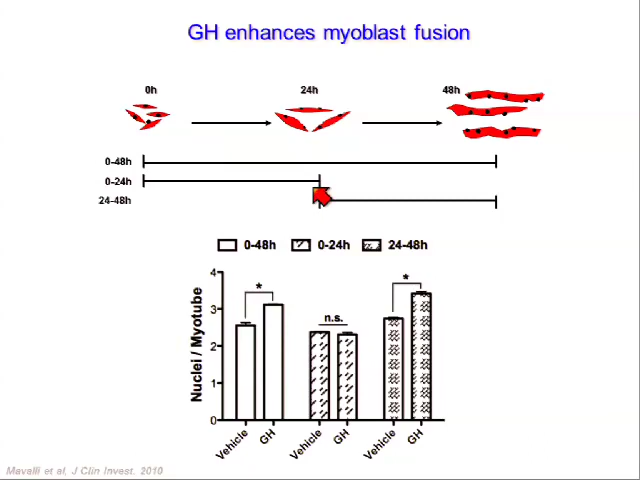 GH enhances myoblast fusion
0h 24h 48h
0-48h
0-24h
24-48h
0-48h 0-24h 24-48h
Nuclei / Myotube
4
3
2
1
0
* n.s. *
Vehicle GH Vehicle GH Vehicle GH
Mavalli et al, J Clin Invest. 2010